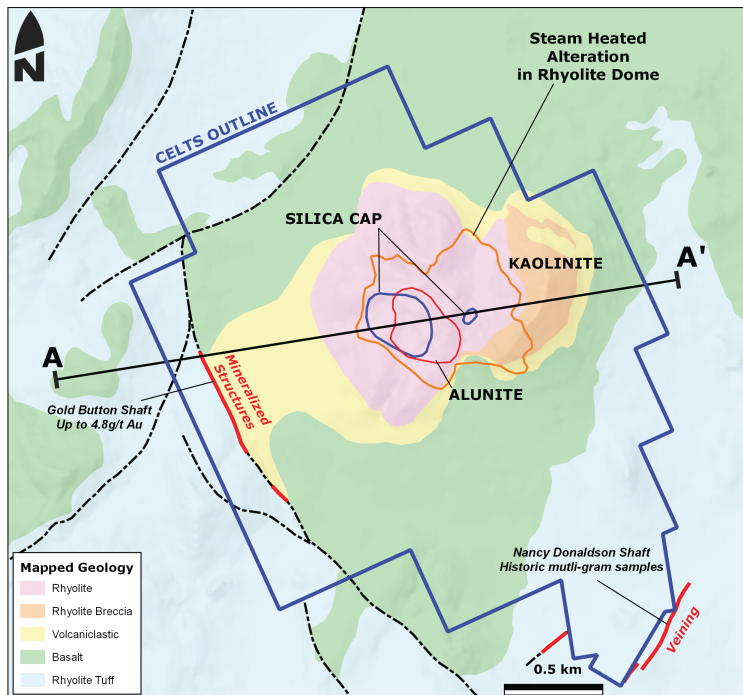 N
Steam Heated
Alteration
in Rhyolite Dome
CELTS OUTLINE
SILICA CAP
KAOLINITE
A'
A
Mineralized
Structures
Gold Button Shaft
Up to 4.8g/t Au
ALUNITE
Nancy Donaldson Shaft
Historic mutli-gram samples
Veining
Mapped Geology
Rhyolite
Rhyolite Breccia
Volcaniclastic
Basalt
Rhyolite Tuff
0.5 km